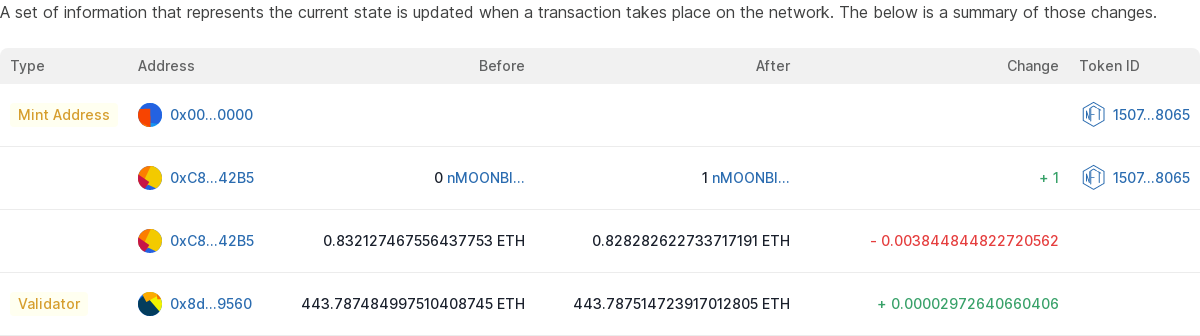 A set of information that represents the current state is updated when a transaction takes place on the network. The below is a summary of those changes.
Type Address Before After Change Token ID
Mint Address 0x00...0000 NFT 1507...8065
0xC8...42B5 0 nMOONBI... 1 nMOONBI... + 1 NFT 1507...8065
0xC8...42B5 0.832127467556437753 ETH 0.828282622733717191 ETH - 0.003844844822720562
Validator 0x8d...9560 443.787484997510408745 ETH 443.787514723917012805 ETH + 0.00002972640660406